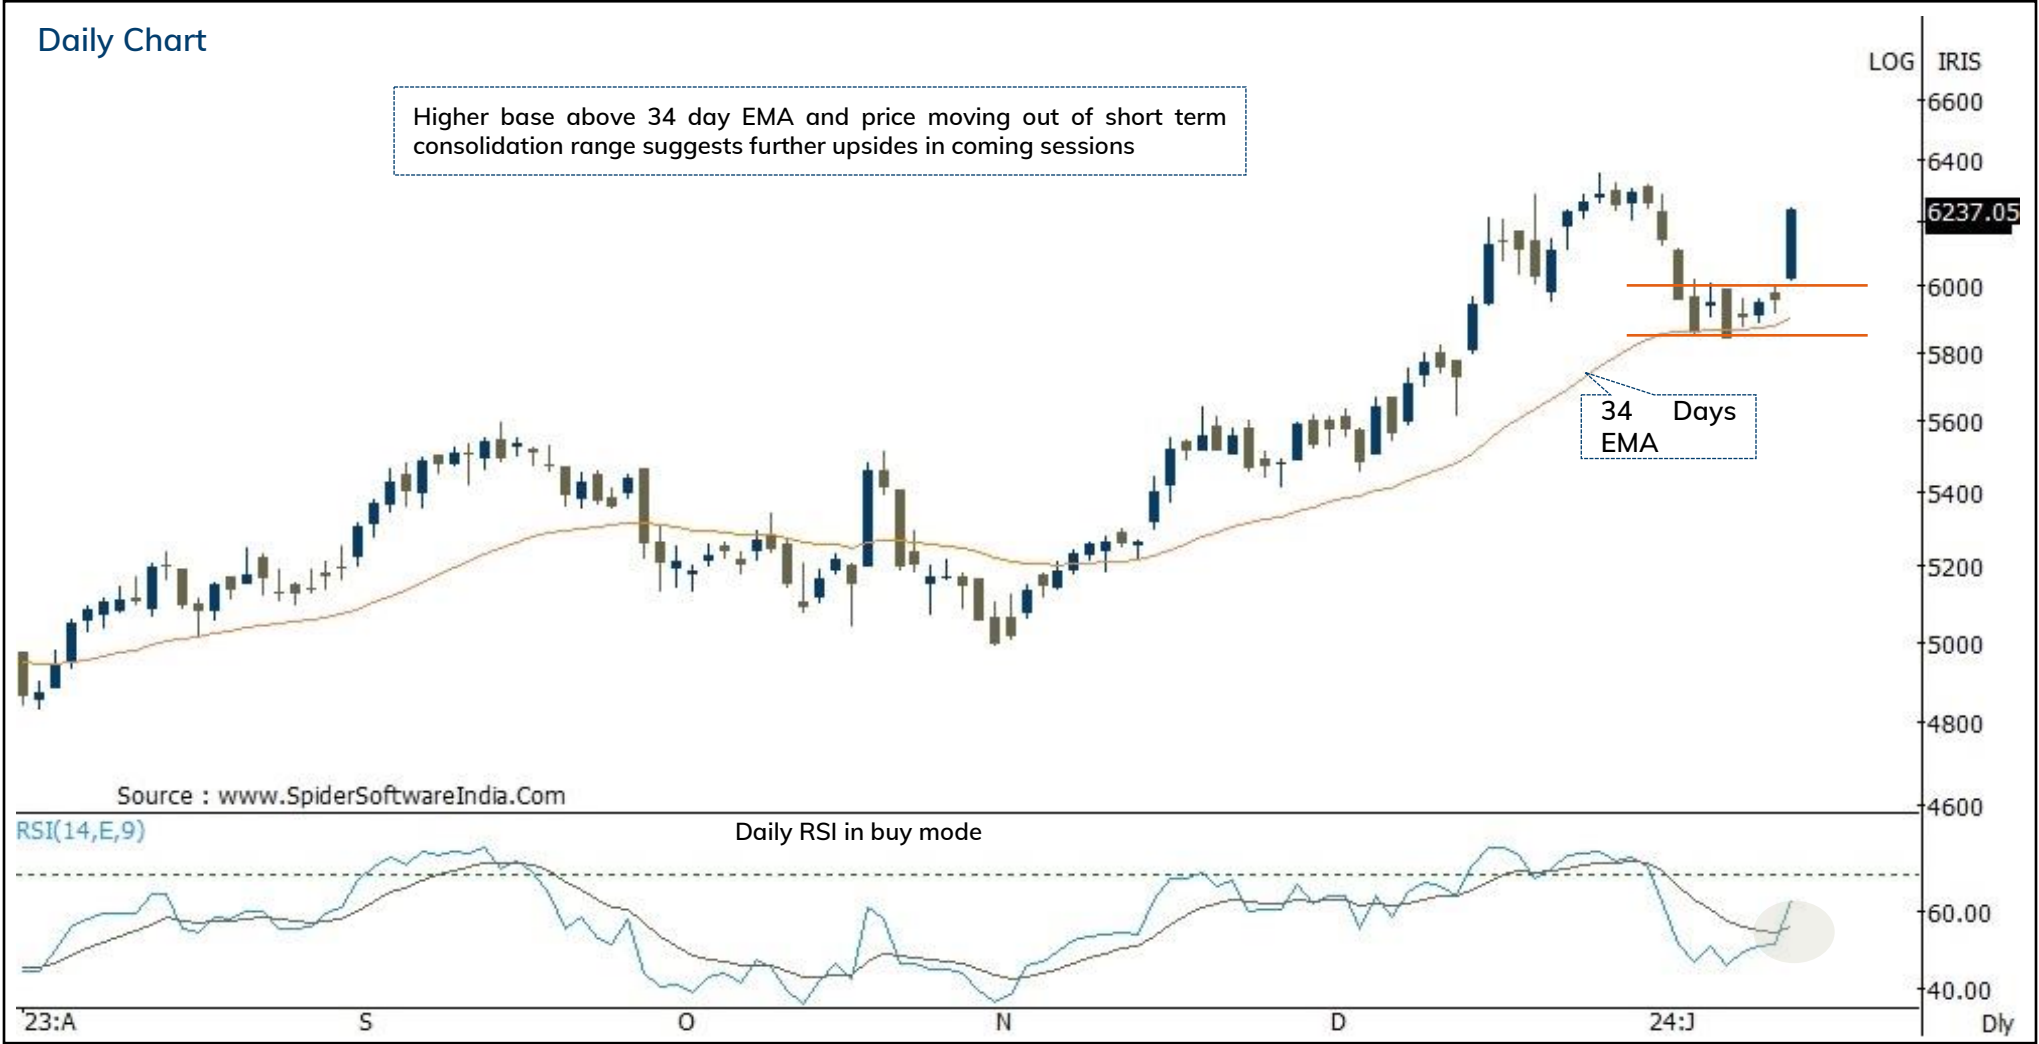 Daily Chart
LOG IRIS
Higher base above 34 day EMA and price moving out of short term
consolidation range suggests further upsides in coming sessions
6600
6400
6237.05
6000
5800
34 Days
EMA
5600
5400
5200
5000
4800
Source : www.SpiderSoftwareIndia.Com
4600
RSI(14,E,9)
Daily RSI in buy mode
60.00
40.00
23:A S O N D 24:J Dly